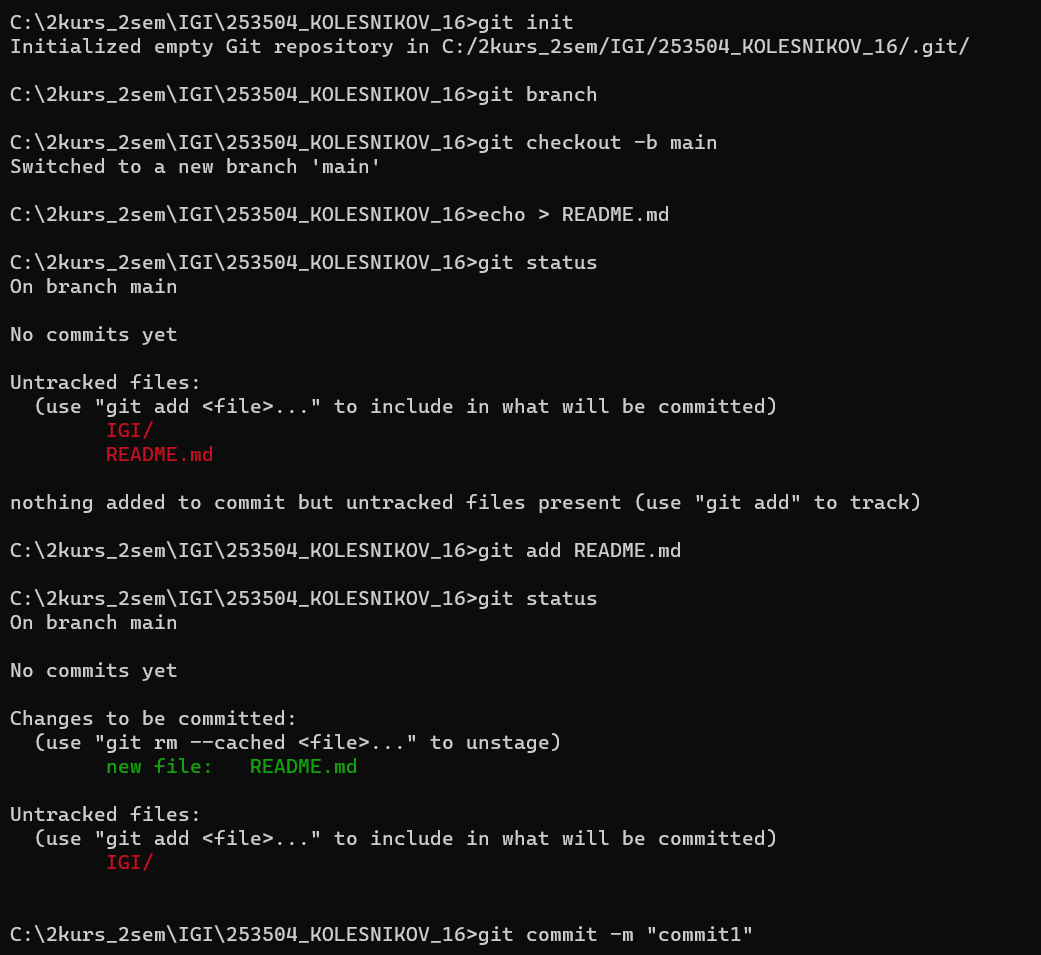 C:\2kurs_2sem\IGI\253504_KOLESNIKOV_16>git init
Initialized empty Git repository in C:/2kurs_2sem/IGI/253504_KOLESNIKOV_16/.git/
C:\2kurs_2sem\IGI\253504_KOLESNIKOV_16>git branch
C:\2kurs_2sem\IGI\253504_KOLESNIKOV_16>git checkout -b main
Switched to a new branch 'main'
C:\2kurs_2sem\IGI\253504_KOLESNIKOV_16>echo > README.md
C:\2kurs_2sem\IGI\253504_KOLESNIKOV_16>git status
On branch main
No commits yet
Untracked files:
  (use "git add <file>..." to include in what will be committed)
        IGI/
        README.md
nothing added to commit but untracked files present (use "git add" to track)
C:\2kurs_2sem\IGI\253504_KOLESNIKOV_16>git add README.md
C:\2kurs_2sem\IGI\253504_KOLESNIKOV_16>git status
On branch main
No commits yet
Changes to be committed:
  (use "git rm --cached <file>..." to unstage)
        new file:   README.md
Untracked files:
  (use "git add <file>..." to include in what will be committed)
        IGI/
C:\2kurs_2sem\IGI\253504_KOLESNIKOV_16>git commit -m "commit1"